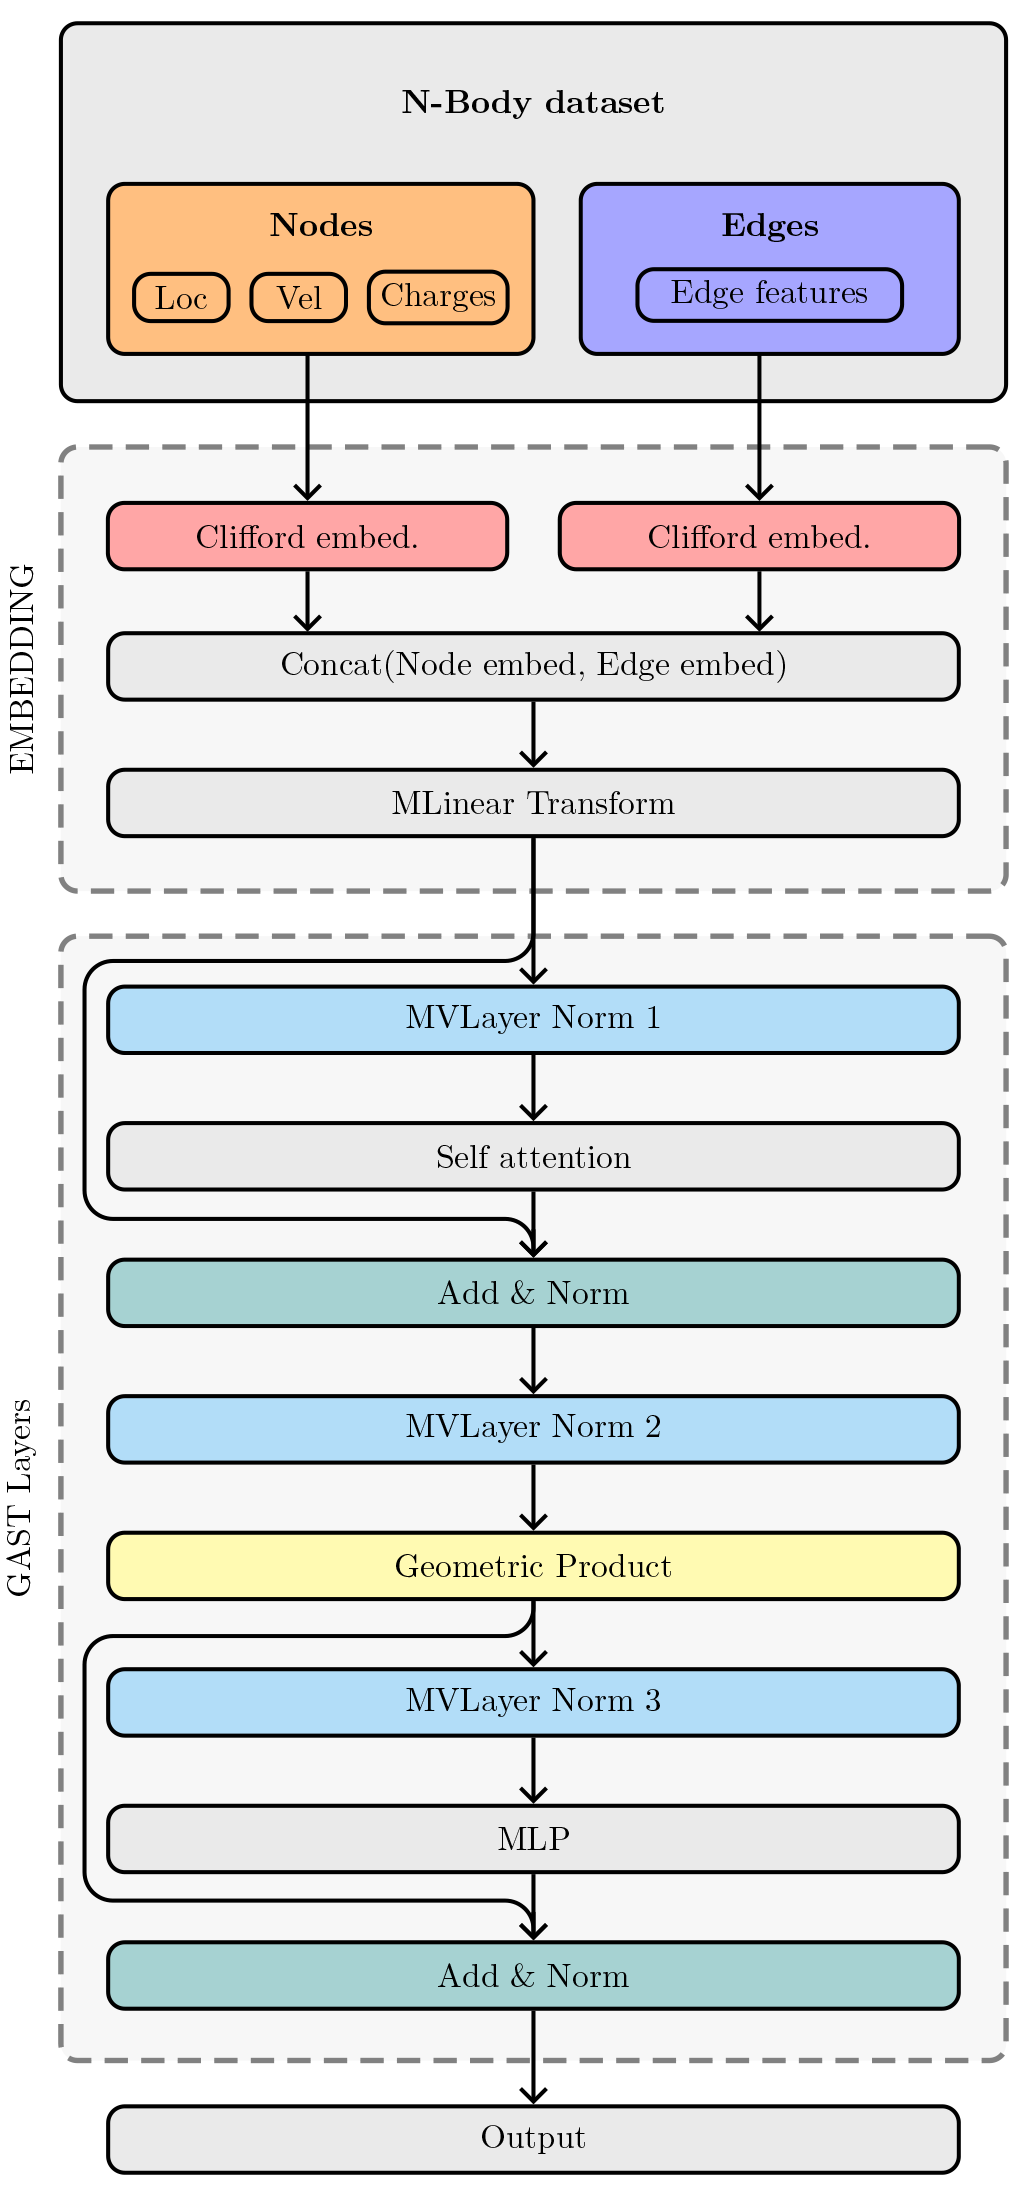 N-Body dataset
Nodes
Edges
Loc
Vel
Charges
Edge features
EMBEDDING
Clifford embed.
Clifford embed.
Concat(Node embed, Edge embed)
MLinear Transform
GAST Layers
MVLayer Norm 1
Self attention
Add & Norm
MVLayer Norm 2
Geometric Product
MVLayer Norm 3
MLP
Add & Norm
Output